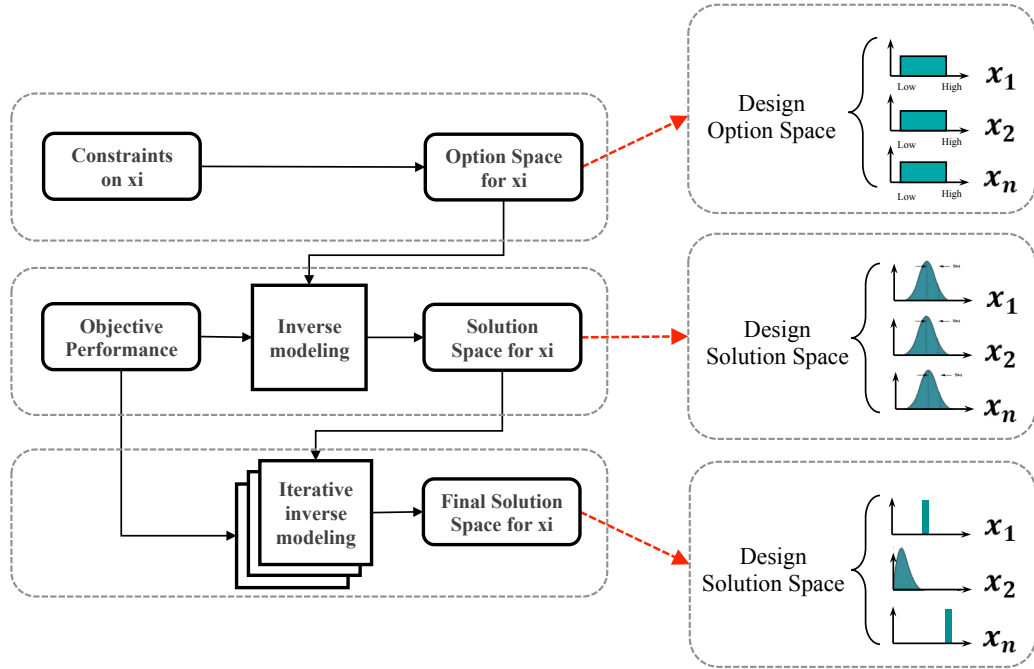 Constraints
on xi
Option Space
for xi
Design
Option Space
Low
High
x₁
Low
High
x₂
Low
High
xₙ
Objective
Performance
Inverse
modeling
Solution
Space for xi
Design
Solution Space
x₁
x₂
xₙ
Iterative
inverse
modeling
Final Solution
Space for xi
Design
Solution Space
x₁
x₂
xₙ